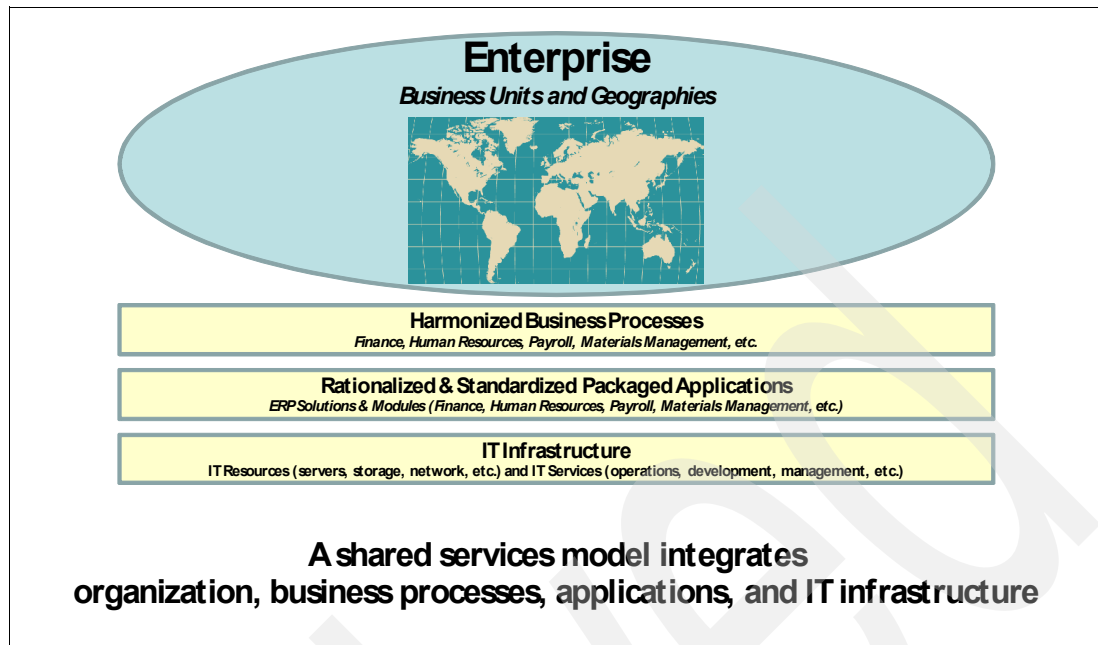 Enterprise
Business Units and Geographies
Harmonized Business Processes
Finance, Human Resources, Payroll, Materials Management, etc.
Rationalized & Standardized Packaged Applications
ERP Solutions & Modules (Finance, Human Resources, Payroll, Materials Management, etc.)
IT Infrastructure
IT Resources (servers, storage, network, etc.) and IT Services (operations, development, management, etc.)
A shared services model integrates
organization, business processes, applications, and IT infrastructure